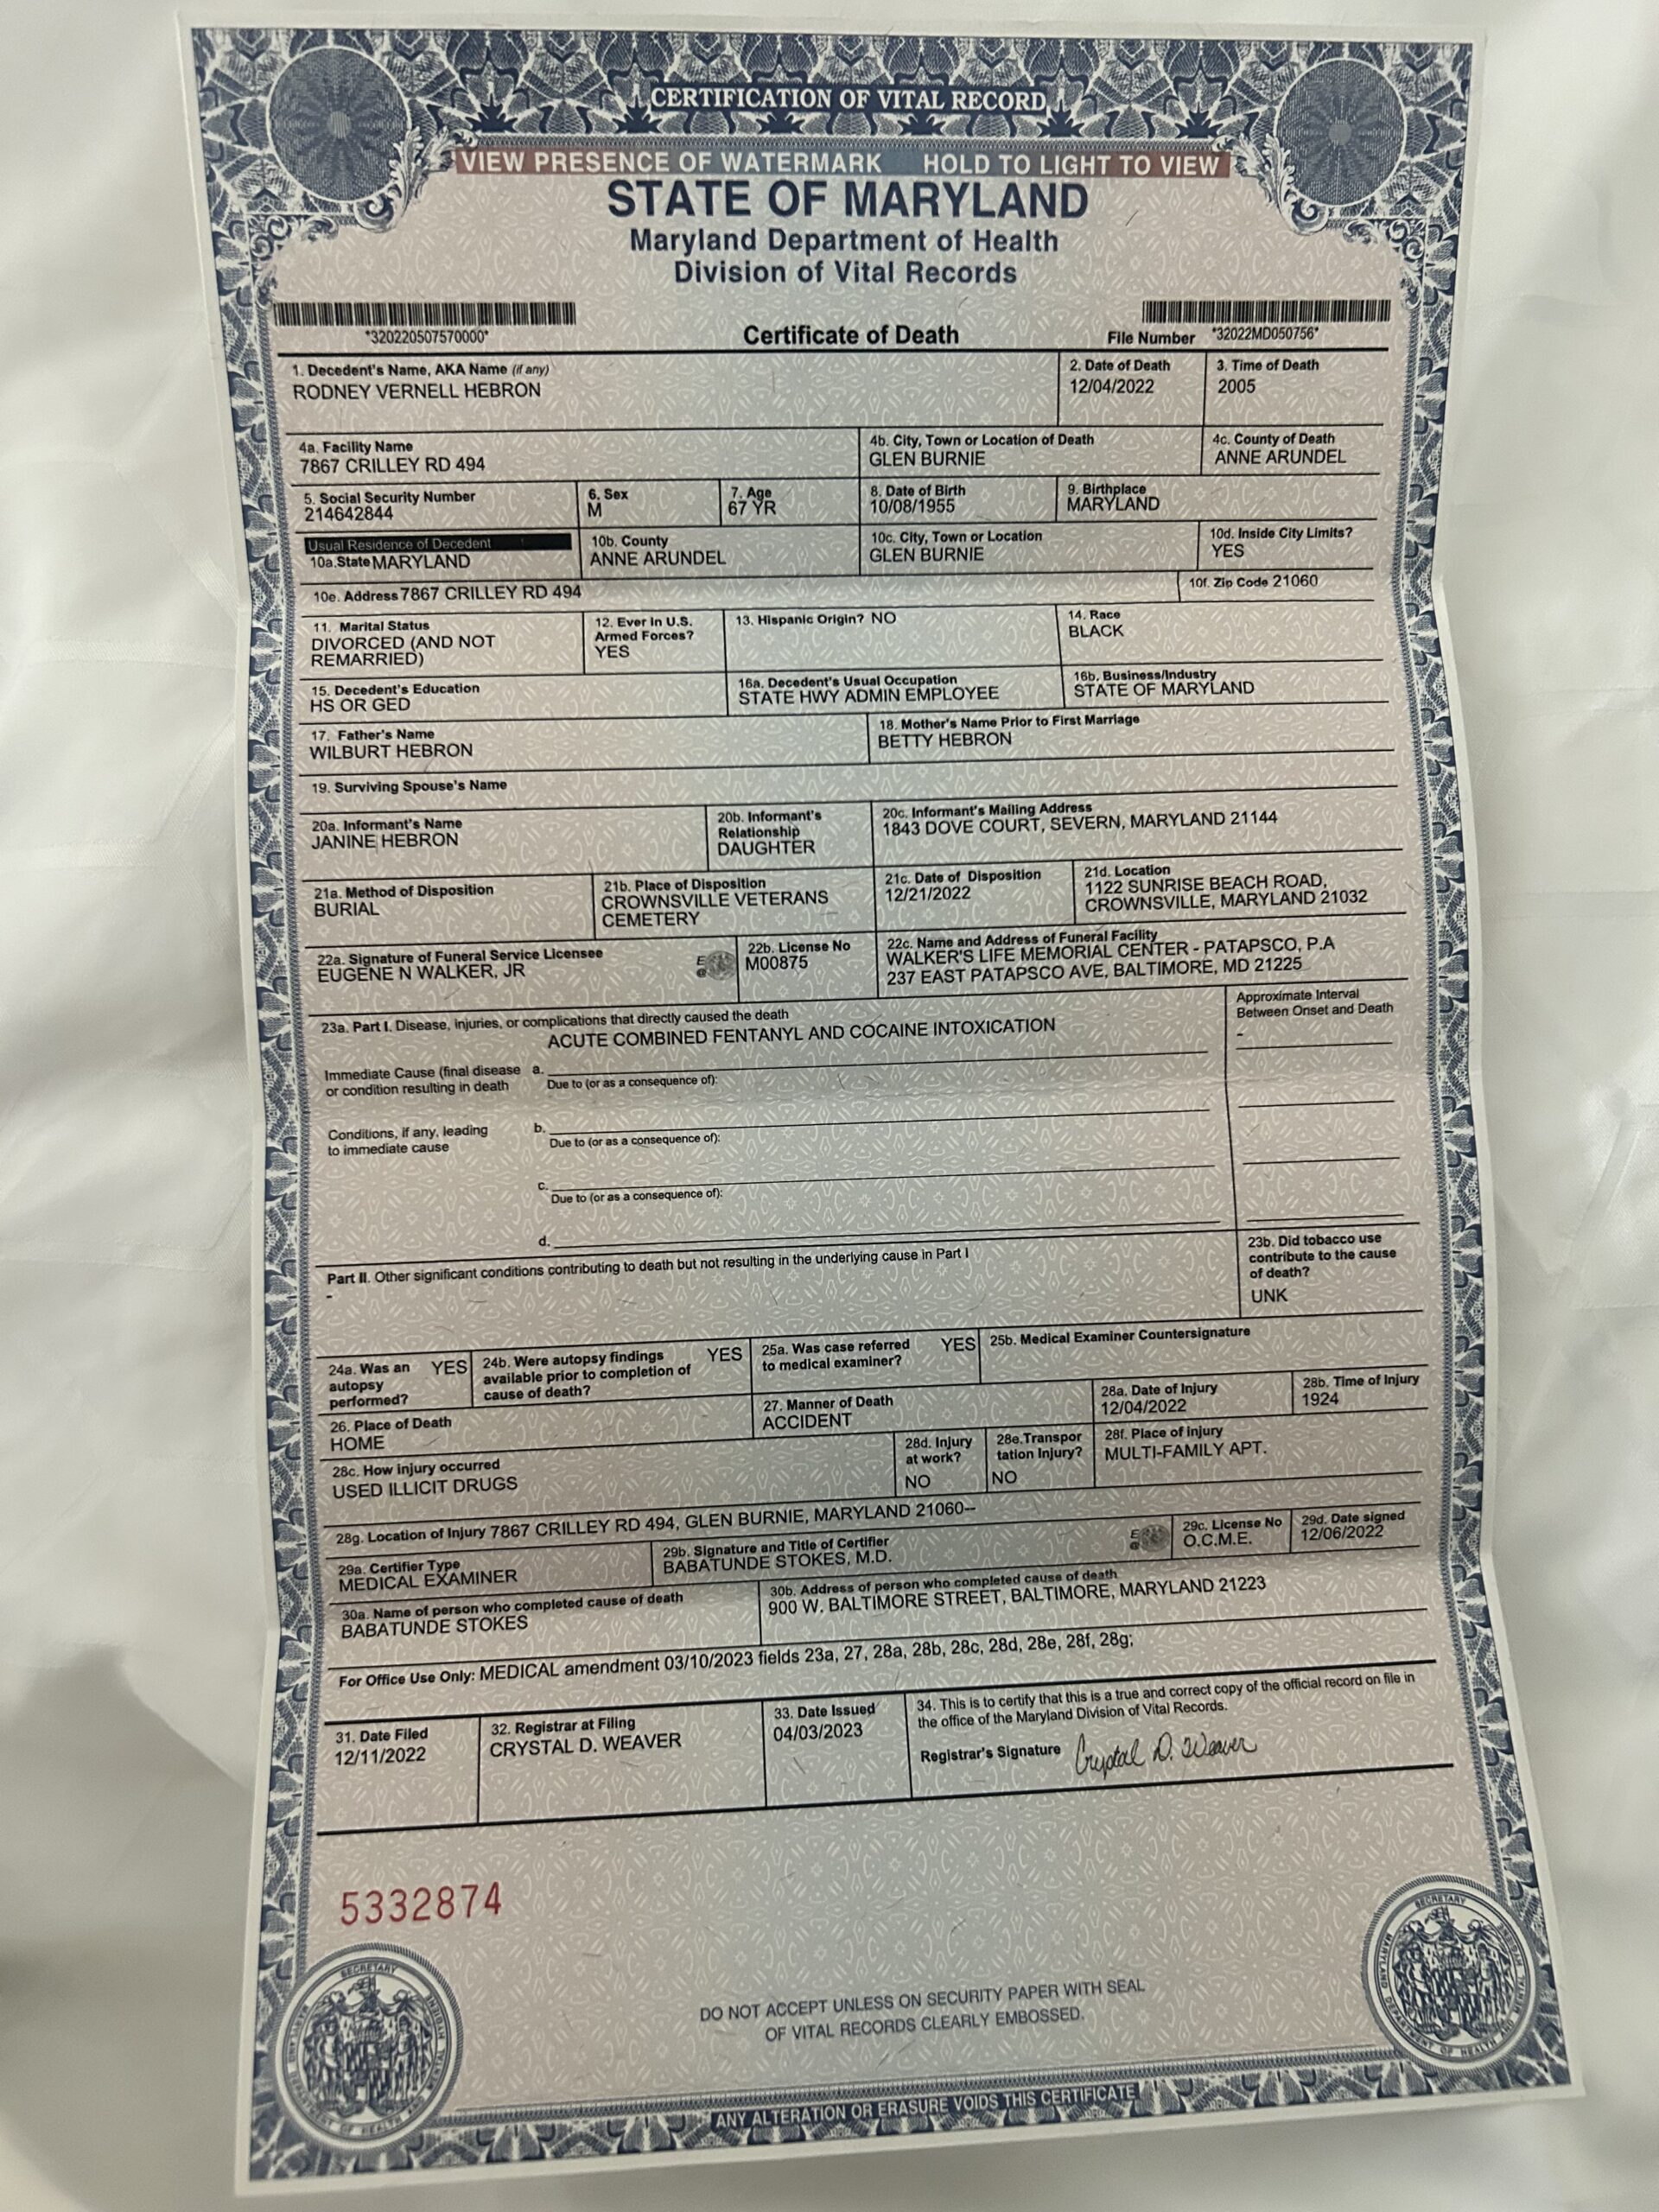 CERTIFICATION OF VITAL RECORD
VIEW PRESENCE OF WATERMARK HOLD TO LIGHT TO VIEW
STATE OF MARYLAND
Maryland Department of Health
Division of Vital Records
*320220507570000*
Certificate of Death
File Number *32022MD050756*
1. Decedent's Name, AKA Name (if any)
RODNEY VERNELL HEBRON
2. Date of Death
12/04/2022
3. Time of Death
2005
4a. Facility Name
7867 CRILLEY RD 494
4b. City, Town or Location of Death
GLEN BURNIE
4c. County of Death
ANNE ARUNDEL
5. Social Security Number
214642844
6. Sex
M
7. Age
67 YR
8. Date of Birth
10/08/1955
9. Birthplace
MARYLAND
Usual Residence of Decedent
10a.State MARYLAND
10b. County
ANNE ARUNDEL
10c. City, Town or Location
GLEN BURNIE
10d. Inside City Limits?
YES
10e. Address 7867 CRILLEY RD 494
10f. Zip Code 21060
11. Marital Status
DIVORCED (AND NOT
REMARRIED)
12. Ever in U.S.
Armed Forces?
YES
13. Hispanic Origin? NO
14. Race
BLACK
15. Decedent's Education
HS OR GED
16a. Decedent's Usual Occupation
STATE HWY ADMIN EMPLOYEE
16b. Business/Industry
STATE OF MARYLAND
17. Father's Name
WILBURT HEBRON
18. Mother's Name Prior to First Marriage
BETTY HEBRON
19. Surviving Spouse's Name
20a. Informant's Name
JANINE HEBRON
20b. Informant's
Relationship
DAUGHTER
20c. Informant's Mailing Address
1843 DOVE COURT, SEVERN, MARYLAND 21144
21a. Method of Disposition
BURIAL
21b. Place of Disposition
CROWNSVILLE VETERANS
CEMETERY
21c. Date of Disposition
12/21/2022
21d. Location
1122 SUNRISE BEACH ROAD,
CROWNSVILLE, MARYLAND 21032
22a. Signature of Funeral Service Licensee
EUGENE N WALKER, JR
22b. License No
M00875
22c. Name and Address of Funeral Facility
WALKER'S LIFE MEMORIAL CENTER - PATAPSCO, P.A
237 EAST PATAPSCO AVE, BALTIMORE, MD 21225
23a. Part I. Disease, injuries, or complications that directly caused the death
ACUTE COMBINED FENTANYL AND COCAINE INTOXICATION
Approximate Interval
Between Onset and Death
-
Immediate Cause (final disease
or condition resulting in death
a.
Due to (or as a consequence of):
Conditions, if any, leading
to immediate cause
b.
Due to (or as a consequence of):
c.
Due to (or as a consequence of):
d.
Part II. Other significant conditions contributing to death but not resulting in the underlying cause in Part I
-
23b. Did tobacco use
contribute to the cause
of death?
UNK
24a. Was an
autopsy
performed?
YES
24b. Were autopsy findings
available prior to completion of
cause of death?
YES
25a. Was case referred
to medical examiner?
YES
25b. Medical Examiner Countersignature
26. Place of Death
HOME
27. Manner of Death
ACCIDENT
28a. Date of Injury
12/04/2022
28b. Time of Injury
1924
28c. How injury occurred
USED ILLICIT DRUGS
28d. Injury
at work?
NO
28e.Transpor
tation Injury?
NO
28f. Place of injury
MULTI-FAMILY APT.
28g. Location of Injury 7867 CRILLEY RD 494, GLEN BURNIE, MARYLAND 21060--
29a. Certifier Type
MEDICAL EXAMINER
29b. Signature and Title of Certifier
BABATUNDE STOKES, M.D.
29c. License No
O.C.M.E.
29d. Date signed
12/06/2022
30a. Name of person who completed cause of death
BABATUNDE STOKES
30b. Address of person who completed cause of death
900 W. BALTIMORE STREET, BALTIMORE, MARYLAND 21223
For Office Use Only: MEDICAL amendment 03/10/2023 fields 23a, 27, 28a, 28b, 28c, 28d, 28e, 28f, 28g;
31. Date Filed
12/11/2022
32. Registrar at Filing
CRYSTAL D. WEAVER
33. Date Issued
04/03/2023
34. This is to certify that this is a true and correct copy of the official record on file in
the office of the Maryland Division of Vital Records.
Registrar's Signature Crystal D. Weaver
5332874
DO NOT ACCEPT UNLESS ON SECURITY PAPER WITH SEAL
OF VITAL RECORDS CLEARLY EMBOSSED.
ANY ALTERATION OR ERASURE VOIDS THIS CERTIFICATE